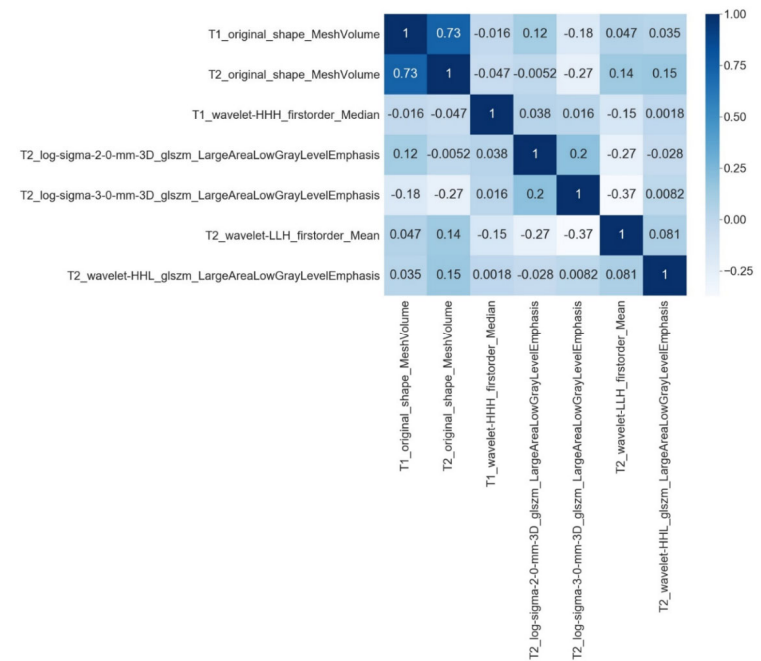 T1_original_shape_MeshVolume 1 0.73 -0.016 0.12 -0.18 0.047 0.035
T2_original_shape_MeshVolume 0.73 1 -0.047 -0.0052 -0.27 0.14 0.15
T1_wavelet-HHH_firstorder_Median -0.016 -0.047 1 0.038 0.016 -0.15 0.0018
T2_log-sigma-2-0-mm-3D_glszm_LargeAreaLowGrayLevelEmphasis 0.12 -0.0052 0.038 1 0.2 -0.27 -0.028
T2_log-sigma-3-0-mm-3D_glszm_LargeAreaLowGrayLevelEmphasis -0.18 -0.27 0.016 0.2 1 -0.37 0.0082
T2_wavelet-LLH_firstorder_Mean 0.047 0.14 -0.15 -0.27 -0.37 1 0.081
T2_wavelet-HHL_glszm_LargeAreaLowGrayLevelEmphasis 0.035 0.15 0.0018 -0.028 0.0082 0.081 1
T1_original_shape_MeshVolume
T2_original_shape_MeshVolume
T1_wavelet-HHH_firstorder_Median
T2_log-sigma-2-0-mm-3D_glszm_LargeAreaLowGrayLevelEmphasis
T2_log-sigma-3-0-mm-3D_glszm_LargeAreaLowGrayLevelEmphasis
T2_wavelet-LLH_firstorder_Mean
T2_wavelet-HHL_glszm_LargeAreaLowGrayLevelEmphasis
1.00
0.75
0.50
0.25
0.00
-0.25